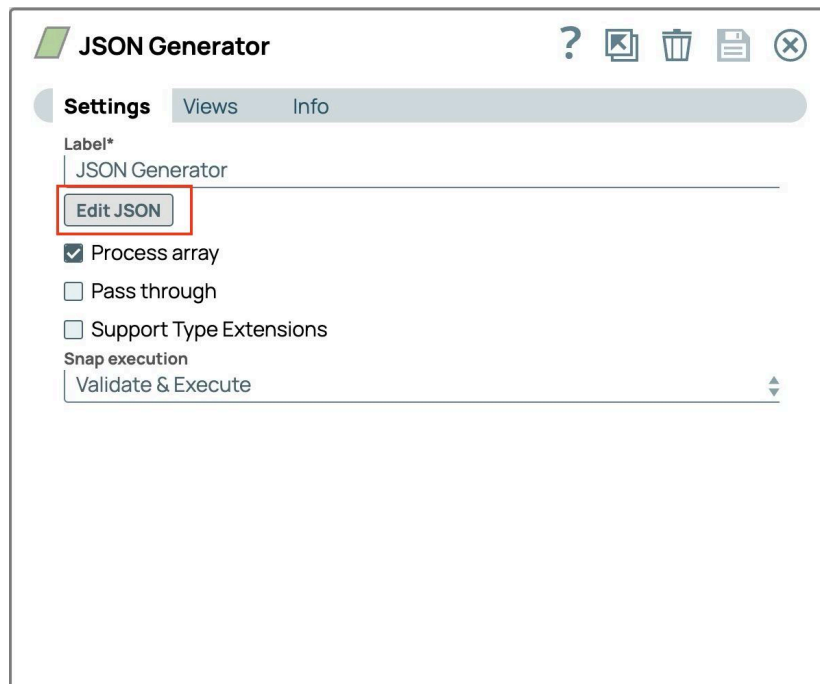 JSON Generator
?
Settings Views Info
Label*
JSON Generator
Edit JSON
Process array
Pass through
Support Type Extensions
Snap execution
Validate & Execute